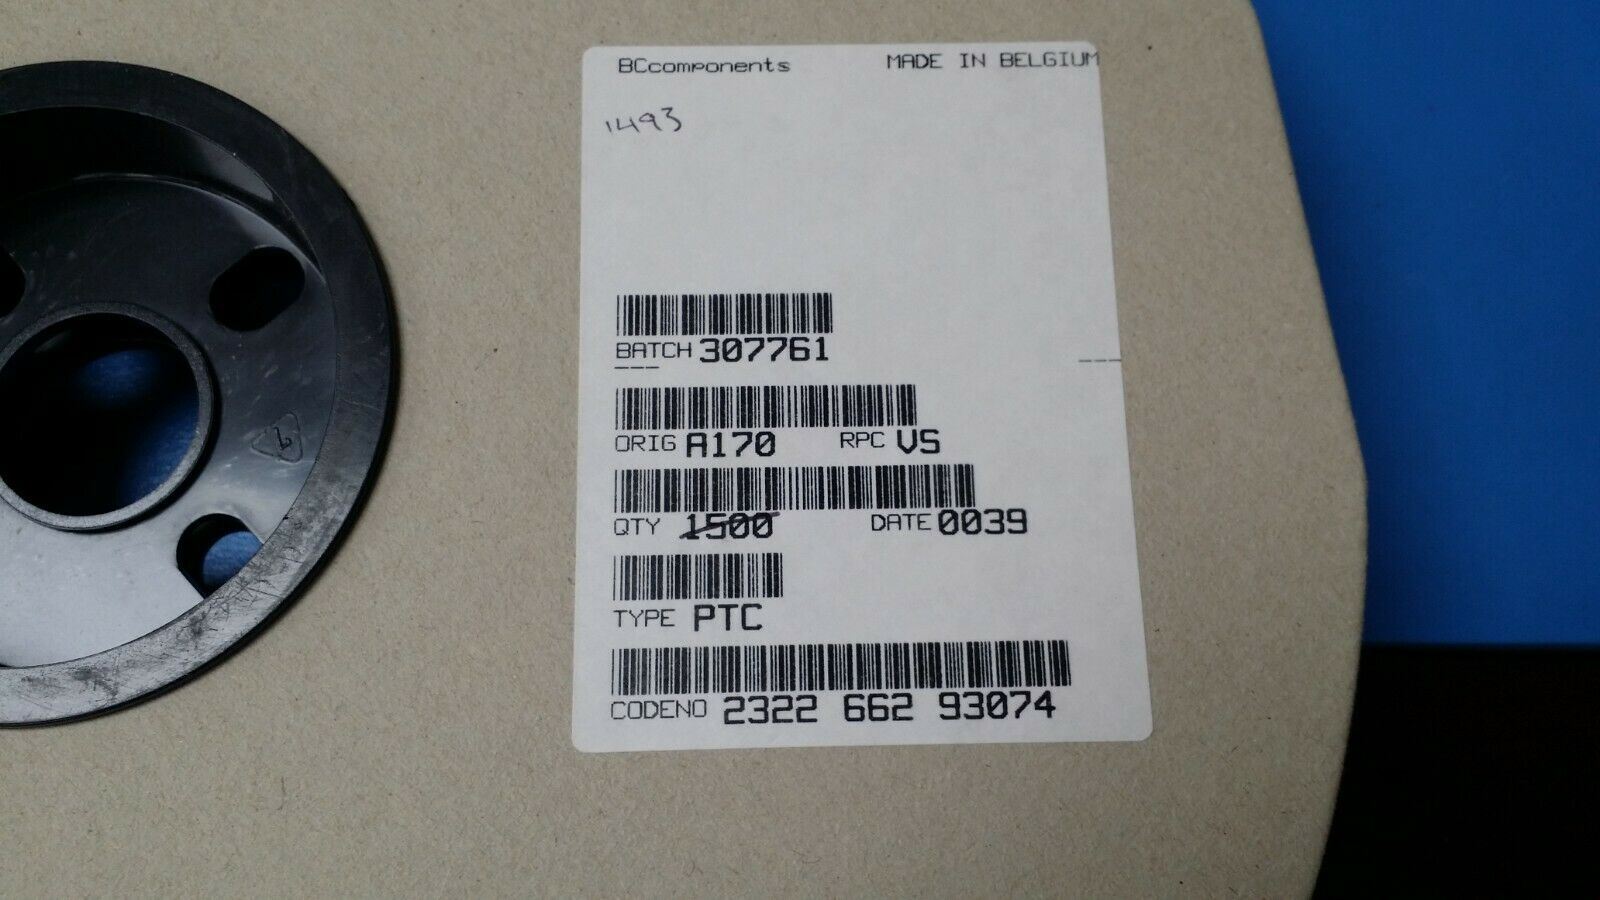 BCcomponents MADE IN BELGIUM
1493
BATCH 307761
ORIG A170 RPC VS
QTY 1500 DATE 0039
TYPE PTC
CODENO 2322 662 93074